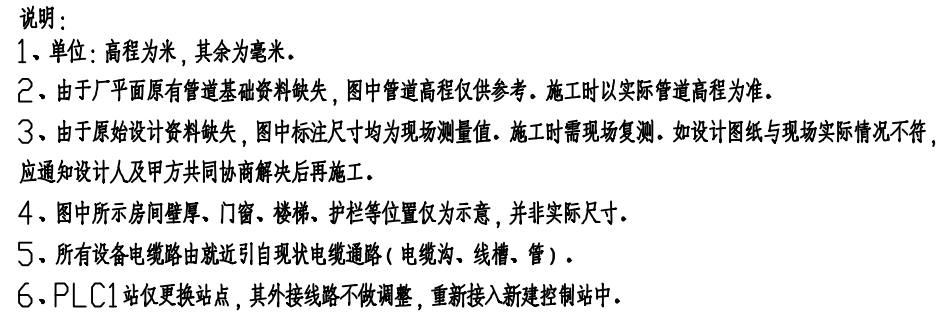 说明：
1、单位：高程为米，其余为毫米。
2、由于厂平面原有管道基础资料缺失，图中管道高程仅供参考。施工时以实际管道高程为准。
3、由于原始设计资料缺失，图中标注尺寸均为现场测量值。施工时需现场复测。如设计图纸与现场实际情况不符，
应通知设计人及甲方共同协商解决后再施工。
4、图中所示房间壁厚、门窗、楼梯、护栏等位置仅为示意，并非实际尺寸。
5、所有设备电缆路由就近引自现状电缆通路（电缆沟、线槽、管）。
6、PLC1站仅更换站点，其外接线路不做调整，重新接入新建控制站中。